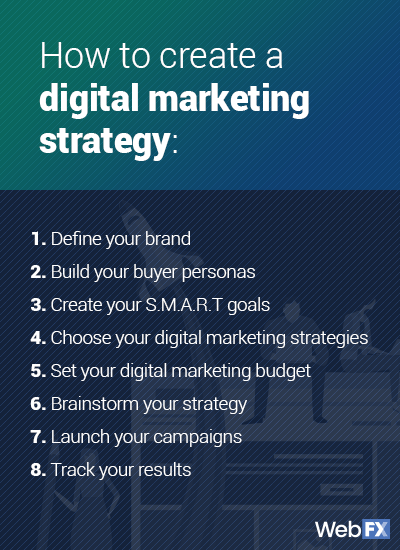 How to create a
digital marketing
strategy:
1. Define your brand
2. Build your buyer personas
3. Create your S.M.A.R.T goals
4. Choose your digital marketing strategies
5. Set your digital marketing budget
6. Brainstorm your strategy
7. Launch your campaigns
8. Track your results
WebFX